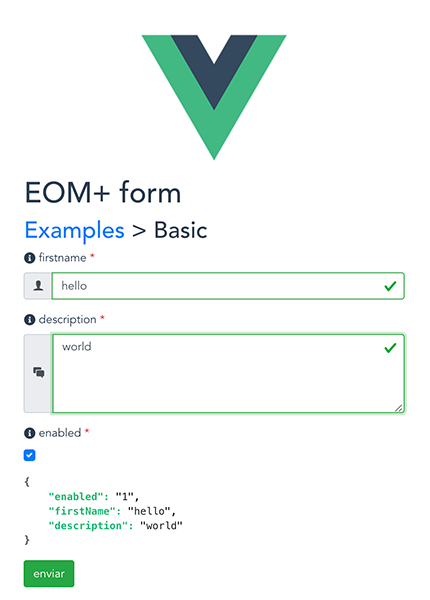 EOM+ form
Examples > Basic
firstname *
hello
description *
world
enabled *
{
"enabled": "1",
"firstName": "hello",
"description": "world"
}
enviar